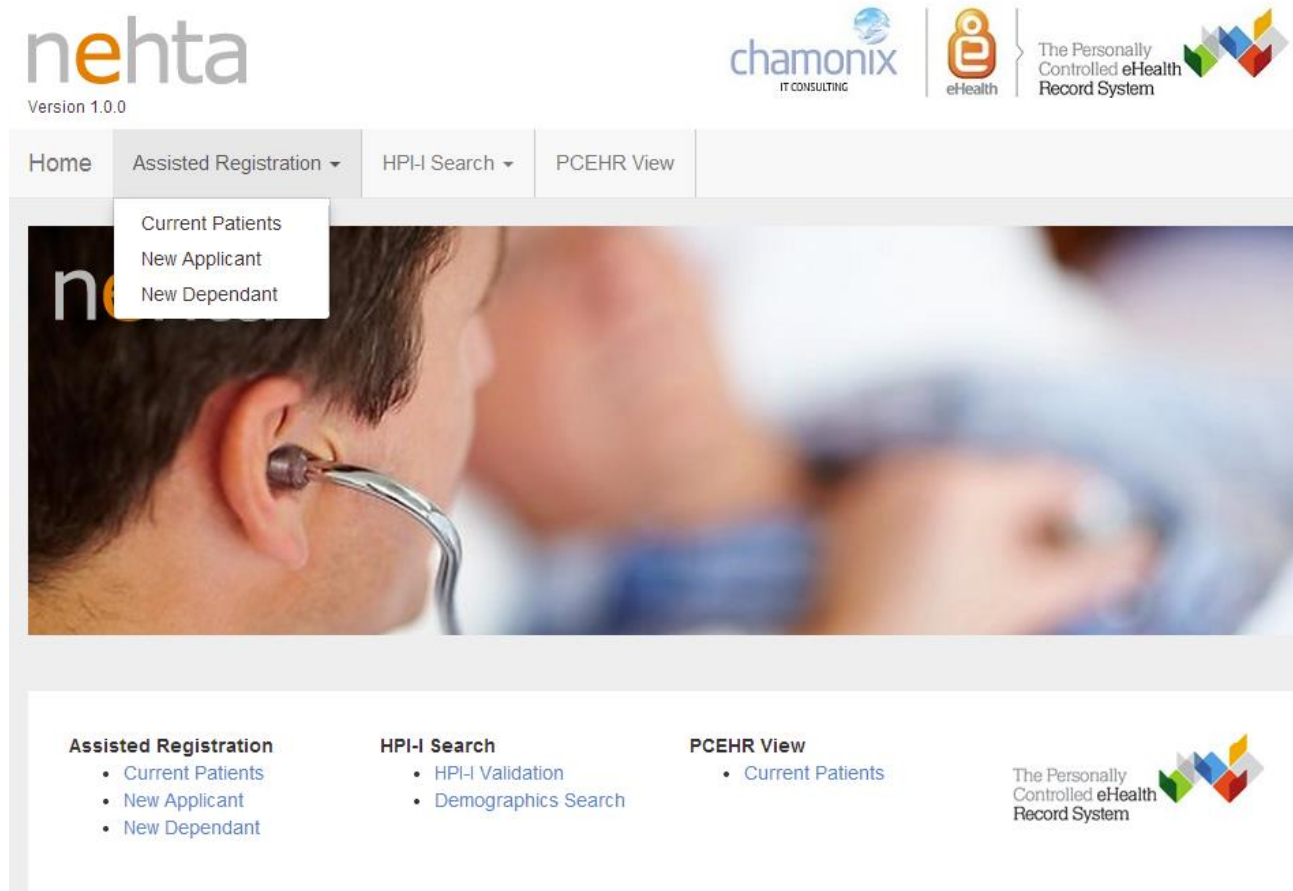 nehta
Version 1.0.0
chamonix
IT CONSULTING
eHealth
The Personally
Controlled eHealth
Record System
Home
Assisted Registration
HPI-I Search
PCEHR View
Current Patients
New Applicant
New Dependant
nehta
Assisted Registration
Current Patients
New Applicant
New Dependant
HPI-I Search
HPI-I Validation
Demographics Search
PCEHR View
Current Patients
The Personally
Controlled eHealth
Record System